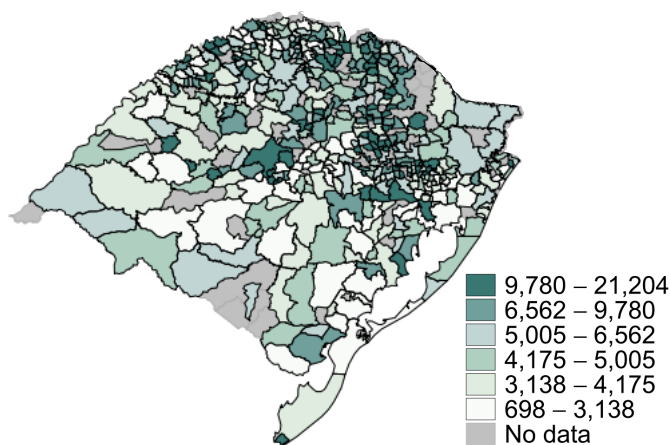 9,780 – 21,204
6,562 – 9,780
5,005 – 6,562
4,175 – 5,005
3,138 – 4,175
698 – 3,138
No data